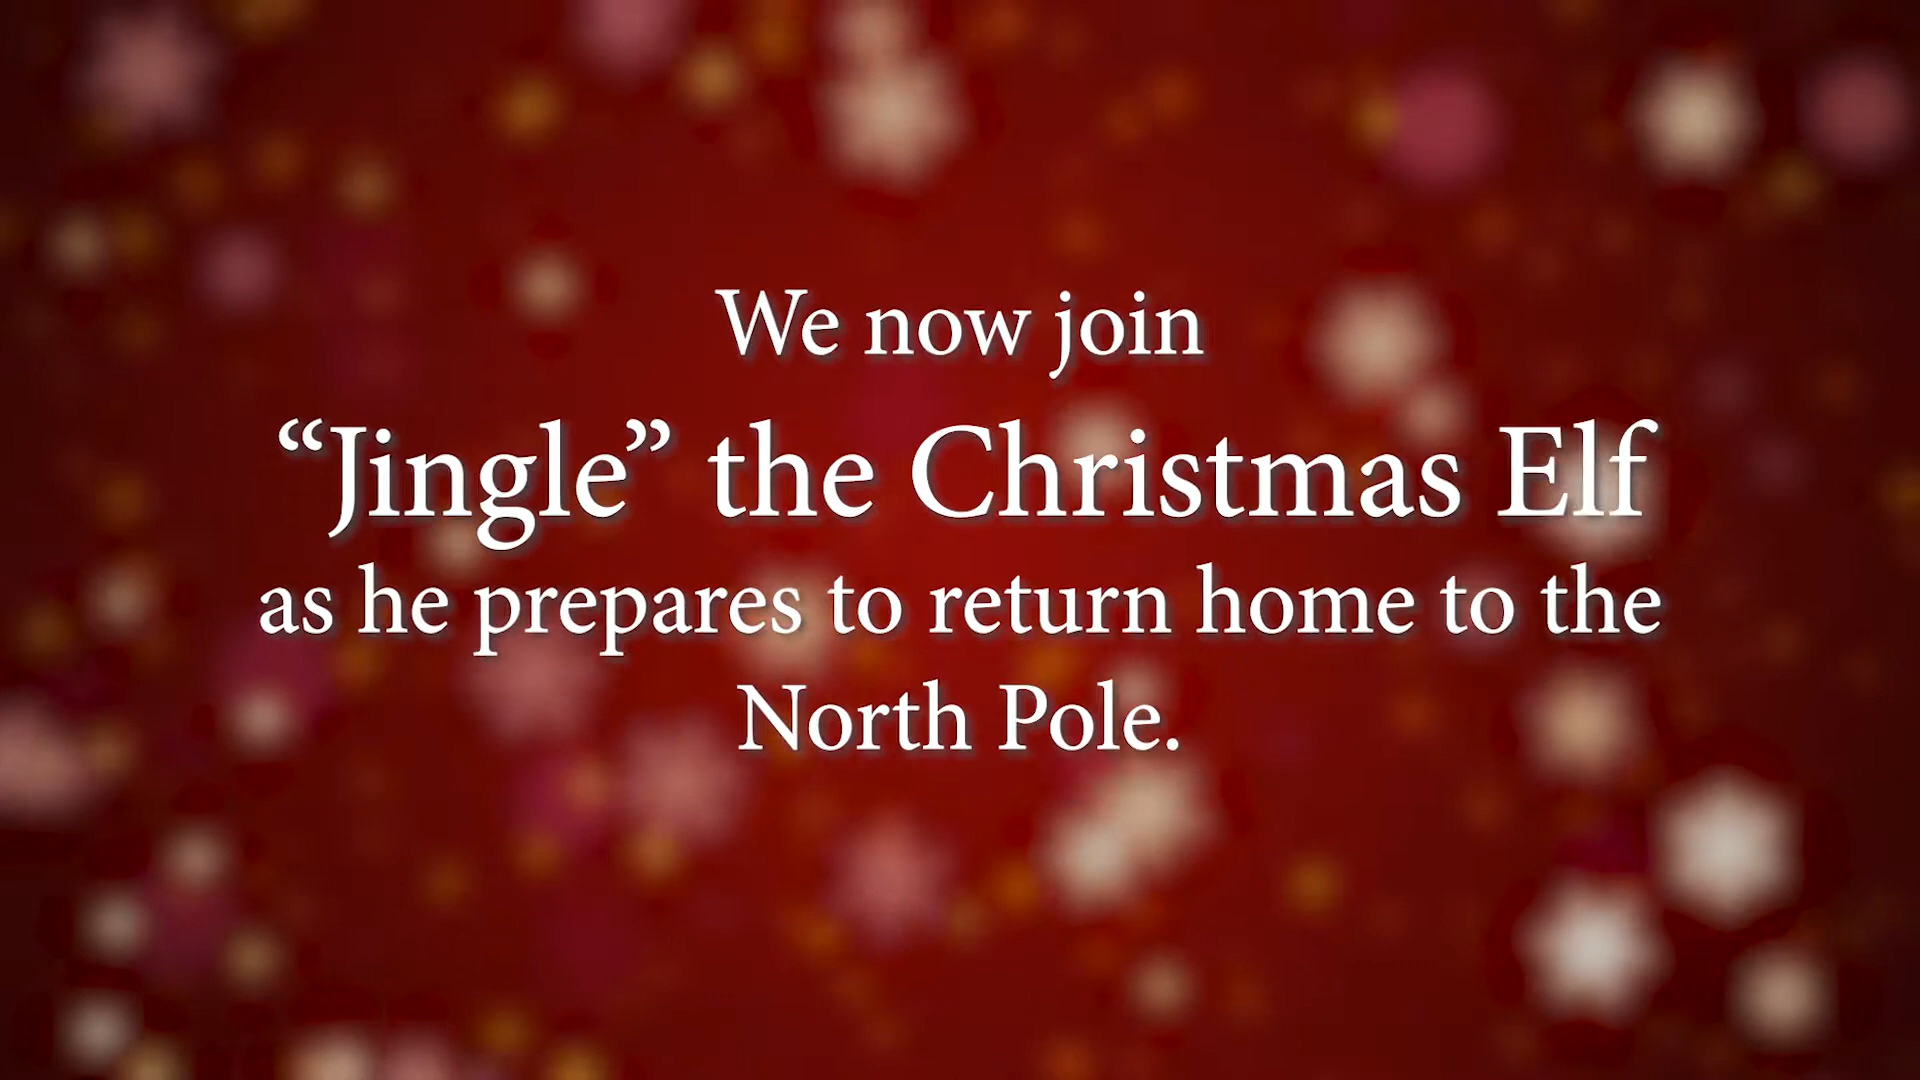 We now join
“Jingle” the Christmas Elf
as he prepares to return home to the
North Pole.